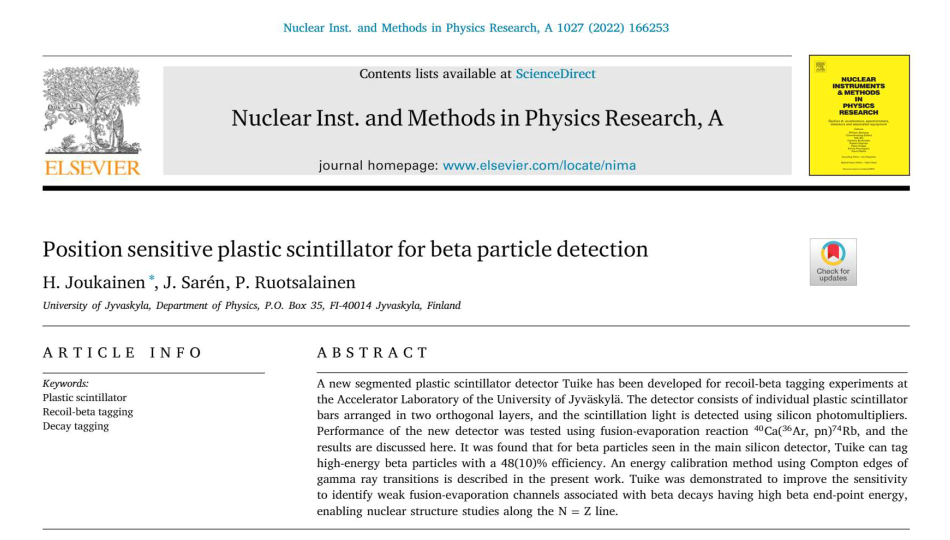 Nuclear Inst. and Methods in Physics Research, A 1027 (2022) 166253
Contents lists available at ScienceDirect
Nuclear Inst. and Methods in Physics Research, A
journal homepage: www.elsevier.com/locate/nima
ELSEVIER
NUCLEAR
INSTRUMENTS
& METHODS
IN
PHYSICS
RESEARCH
Position sensitive plastic scintillator for beta particle detection
H. Joukainen *, J. Sarén, P. Ruotsalainen
University of Jyvaskyla, Department of Physics, P.O. Box 35, FI-40014 Jyvaskyla, Finland
Check for
updates
ARTICLE INFO
Keywords:
Plastic scintillator
Recoil-beta tagging
Decay tagging
ABSTRACT
A new segmented plastic scintillator detector Tuike has been developed for recoil-beta tagging experiments at
the Accelerator Laboratory of the University of Jyväskylä. The detector consists of individual plastic scintillator
bars arranged in two orthogonal layers, and the scintillation light is detected using silicon photomultipliers.
Performance of the new detector was tested using fusion-evaporation reaction ⁴⁰Ca(³⁶Ar, pn)⁷⁴Rb, and the
results are discussed here. It was found that for beta particles seen in the main silicon detector, Tuike can tag
high-energy beta particles with a 48(10)% efficiency. An energy calibration method using Compton edges of
gamma ray transitions is described in the present work. Tuike was demonstrated to improve the sensitivity
to identify weak fusion-evaporation channels associated with beta decays having high beta end-point energy,
enabling nuclear structure studies along the N = Z line.